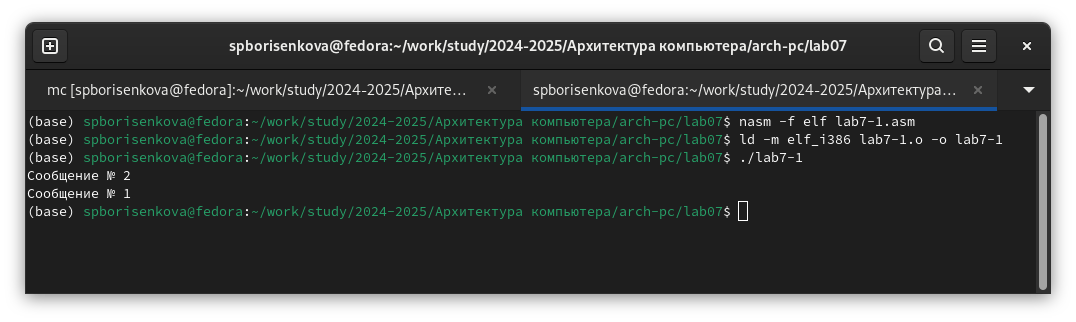 spborisenkova@fedora:~/work/study/2024-2025/Архитектура компьютера/arch-pc/lab07
mc [spborisenkova@fedora]:~/work/study/2024-2025/Архите...
spborisenkova@fedora:~/work/study/2024-2025/Архитектура...
(base) spborisenkova@fedora:~/work/study/2024-2025/Архитектура компьютера/arch-pc/lab07$ nasm -f elf lab7-1.asm
(base) spborisenkova@fedora:~/work/study/2024-2025/Архитектура компьютера/arch-pc/lab07$ ld -m elf_i386 lab7-1.o -o lab7-1
(base) spborisenkova@fedora:~/work/study/2024-2025/Архитектура компьютера/arch-pc/lab07$ ./lab7-1
Сообщение № 2
Сообщение № 1
(base) spborisenkova@fedora:~/work/study/2024-2025/Архитектура компьютера/arch-pc/lab07$